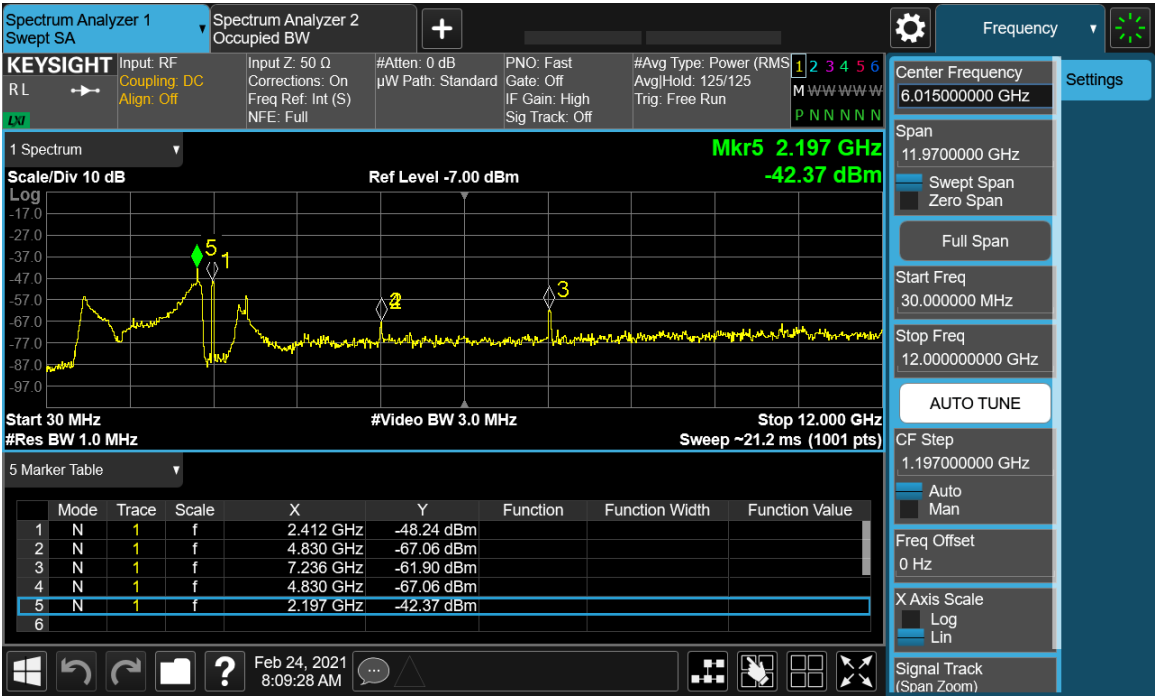 Spectrum Analyzer 1
Swept SA
Spectrum Analyzer 2
Occupied BW
Frequency
KEYSIGHT
RL
LXI
Input: RF
Coupling: DC
Align: Off
Input Z: 50 Ω
Corrections: On
Freq Ref: Int (S)
NFE: Full
#Atten: 0 dB
µW Path: Standard
PNO: Fast
Gate: Off
IF Gain: High
Sig Track: Off
#Avg Type: Power (RMS
Avg|Hold: 125/125
Trig: Free Run
1 2 3 4 5 6
M W W W W W
P N N N N N
1 Spectrum
Mkr5 2.197 GHz
-42.37 dBm
Scale/Div 10 dB
Ref Level -7.00 dBm
Log
-17.0
-27.0
-37.0
-47.0
-57.0
-67.0
-77.0
-87.0
-97.0
5
1
3
Start 30 MHz
#Video BW 3.0 MHz
Stop 12.000 GHz
#Res BW 1.0 MHz
Sweep ~21.2 ms (1001 pts)
5 Marker Table
Mode Trace Scale X Y Function Function Width Function Value
1 N 1 f 2.412 GHz -48.24 dBm
2 N 1 f 4.830 GHz -67.06 dBm
3 N 1 f 7.236 GHz -61.90 dBm
4 N 1 f 4.830 GHz -67.06 dBm
5 N 1 f 2.197 GHz -42.37 dBm
6
?
Feb 24, 2021
8:09:28 AM
Center Frequency
6.015000000 GHz
Settings
Span
11.9700000 GHz
Swept Span
Zero Span
Full Span
Start Freq
30.000000 MHz
Stop Freq
12.000000000 GHz
AUTO TUNE
CF Step
1.197000000 GHz
Auto
Man
Freq Offset
0 Hz
X Axis Scale
Log
Lin
Signal Track
(Span Zoom)